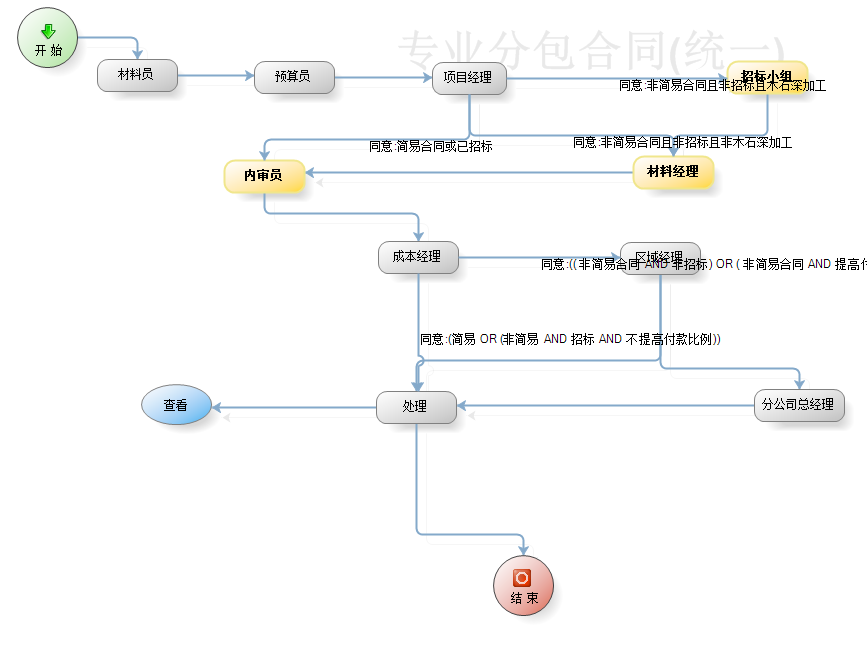 专业分包合同(统一)
开 始
材料员
预算员
项目经理
招标小组
同意:非简易合同且非招标且木石深加工
同意:简易合同或已招标
同意:非简易合同且非招标且非木石深加工
内审员
材料经理
成本经理
区域经理
同意:(( 非简易合同 AND 非招标 ) OR ( 非简易合同 AND 提高付
同意:(简易 OR (非简易 AND 招标 AND 不提高付款比例))
查看
处理
分公司总经理
结 束